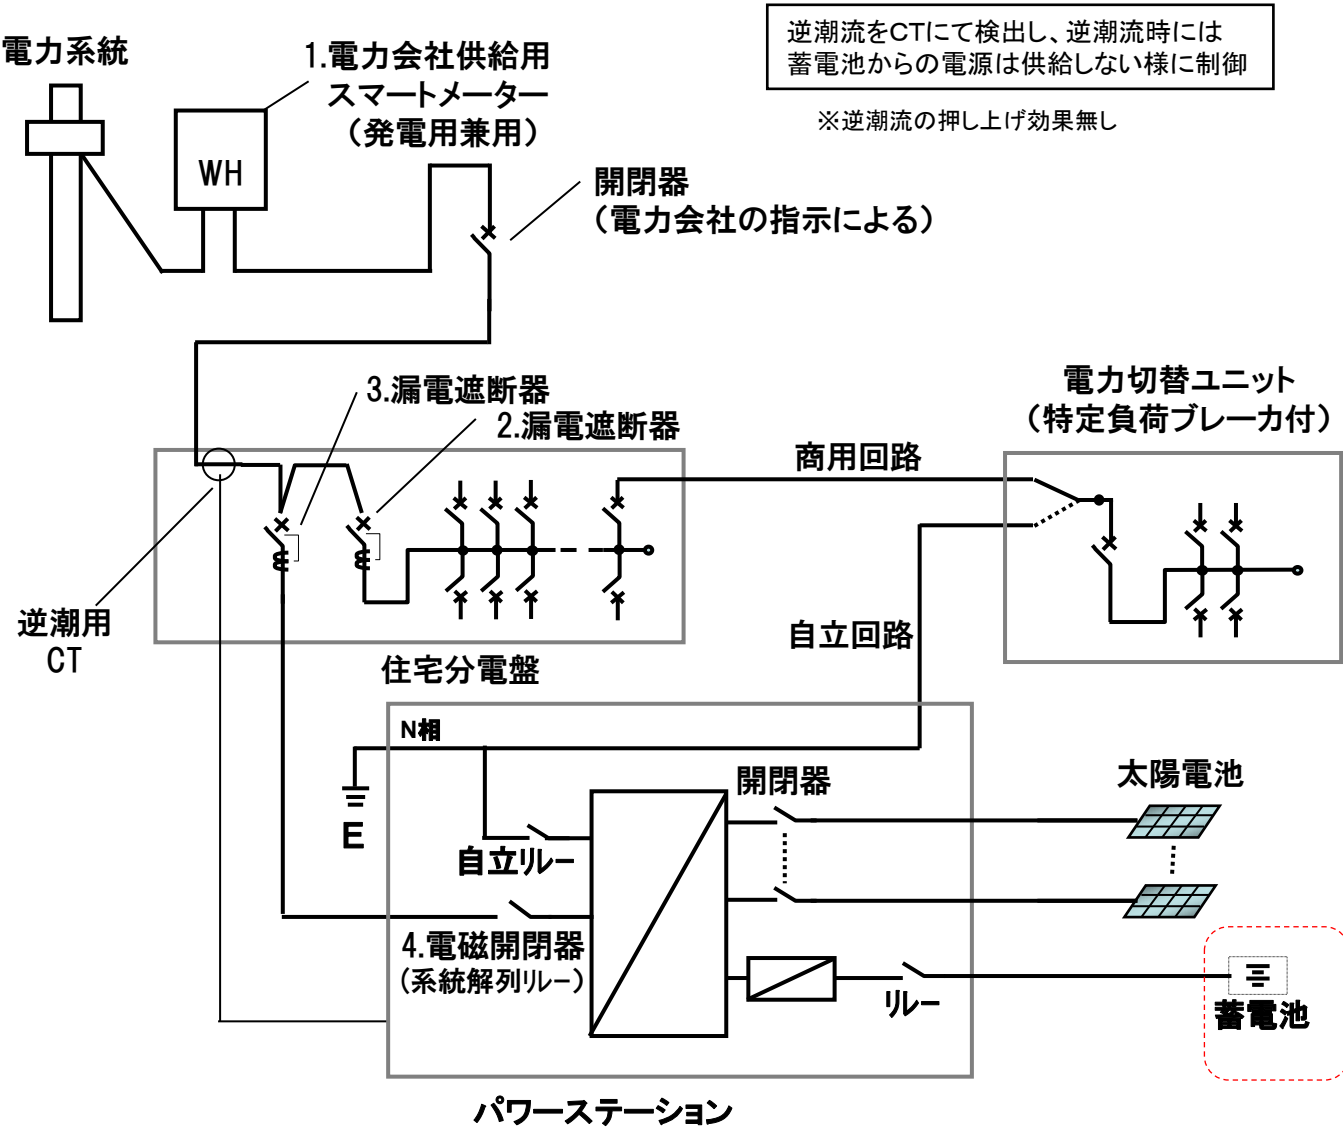 逆潮流をCTにて検出し、逆潮流時には
蓄電池からの電源は供給しない様に制御
※逆潮流の押し上げ効果無し
電力系統
1.電力会社供給用
スマートメーター
(発電用兼用)
WH
開閉器
(電力会社の指示による)
3.漏電遮断器
2.漏電遮断器
電力切替ユニット
(特定負荷ブレーカ付)
商用回路
自立回路
逆潮用
CT
住宅分電盤
N相
E
自立リレー
開閉器
太陽電池
4.電磁開閉器
(系統解列リレー)
リレー
蓄電池
パワーステーション